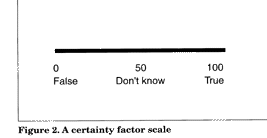 0 50 100
False Don't know True
Figure 2. A certainty factor scale